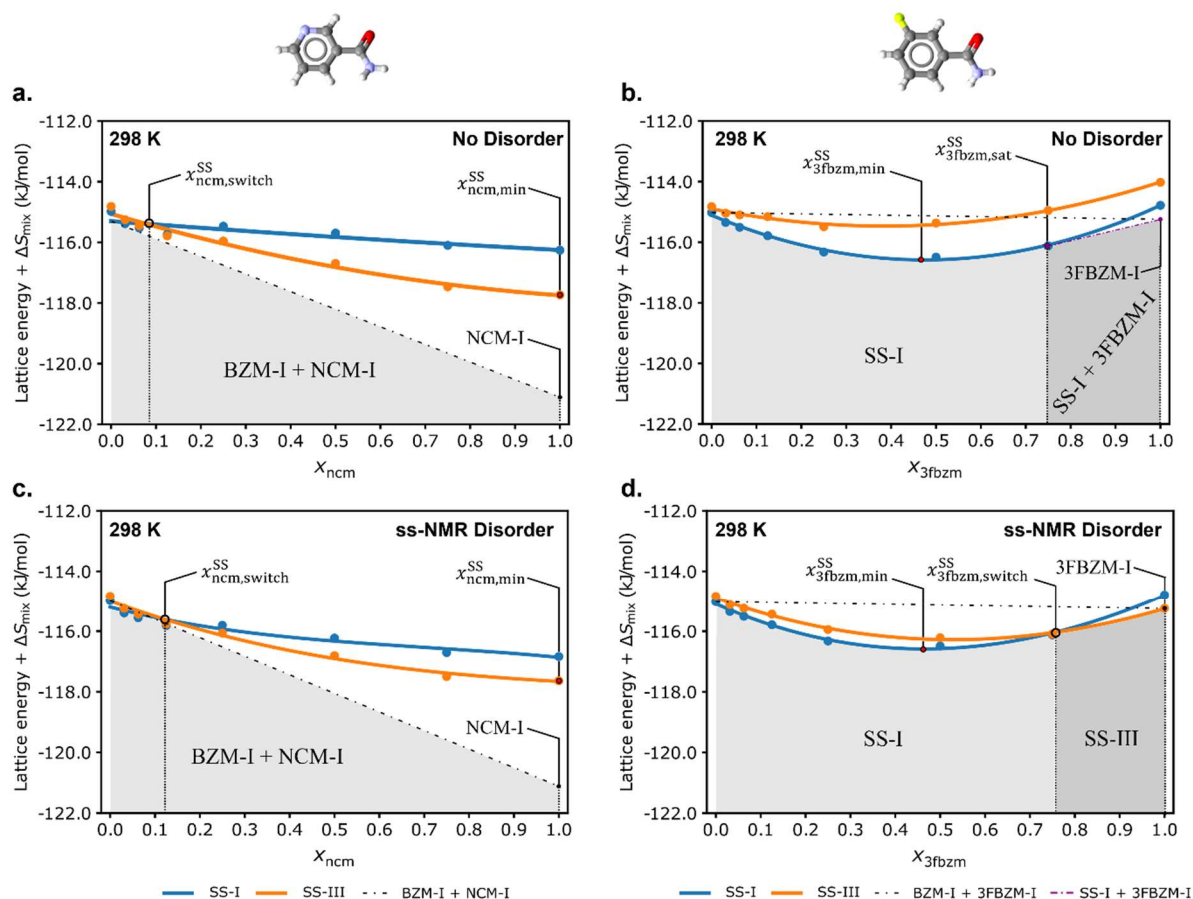 a.
298 K
No Disorder
x^SS_ncm,switch
x^SS_ncm,min
NCM-I
BZM-I + NCM-I
Lattice energy + ΔS_mix (kJ/mol)
-112.0
-114.0
-116.0
-118.0
-120.0
-122.0
0.0 0.1 0.2 0.3 0.4 0.5 0.6 0.7 0.8 0.9 1.0
x_ncm
b.
298 K
No Disorder
x^SS_3fbzm,min
x^SS_3fbzm,sat
3FBZM-I
SS-I
SS-I + 3FBZM-I
Lattice energy + ΔS_mix (kJ/mol)
-112.0
-114.0
-116.0
-118.0
-120.0
-122.0
0.0 0.1 0.2 0.3 0.4 0.5 0.6 0.7 0.8 0.9 1.0
x_3fbzm
c.
298 K
ss-NMR Disorder
x^SS_ncm,switch
x^SS_ncm,min
NCM-I
BZM-I + NCM-I
Lattice energy + ΔS_mix (kJ/mol)
-112.0
-114.0
-116.0
-118.0
-120.0
-122.0
0.0 0.1 0.2 0.3 0.4 0.5 0.6 0.7 0.8 0.9 1.0
x_ncm
SS-I SS-III BZM-I + NCM-I
d.
298 K
ss-NMR Disorder
x^SS_3fbzm,min
x^SS_3fbzm,switch
3FBZM-I
SS-I
SS-III
Lattice energy + ΔS_mix (kJ/mol)
-112.0
-114.0
-116.0
-118.0
-120.0
-122.0
0.0 0.1 0.2 0.3 0.4 0.5 0.6 0.7 0.8 0.9 1.0
x_3fbzm
SS-I SS-III BZM-I + 3FBZM-I SS-I + 3FBZM-I